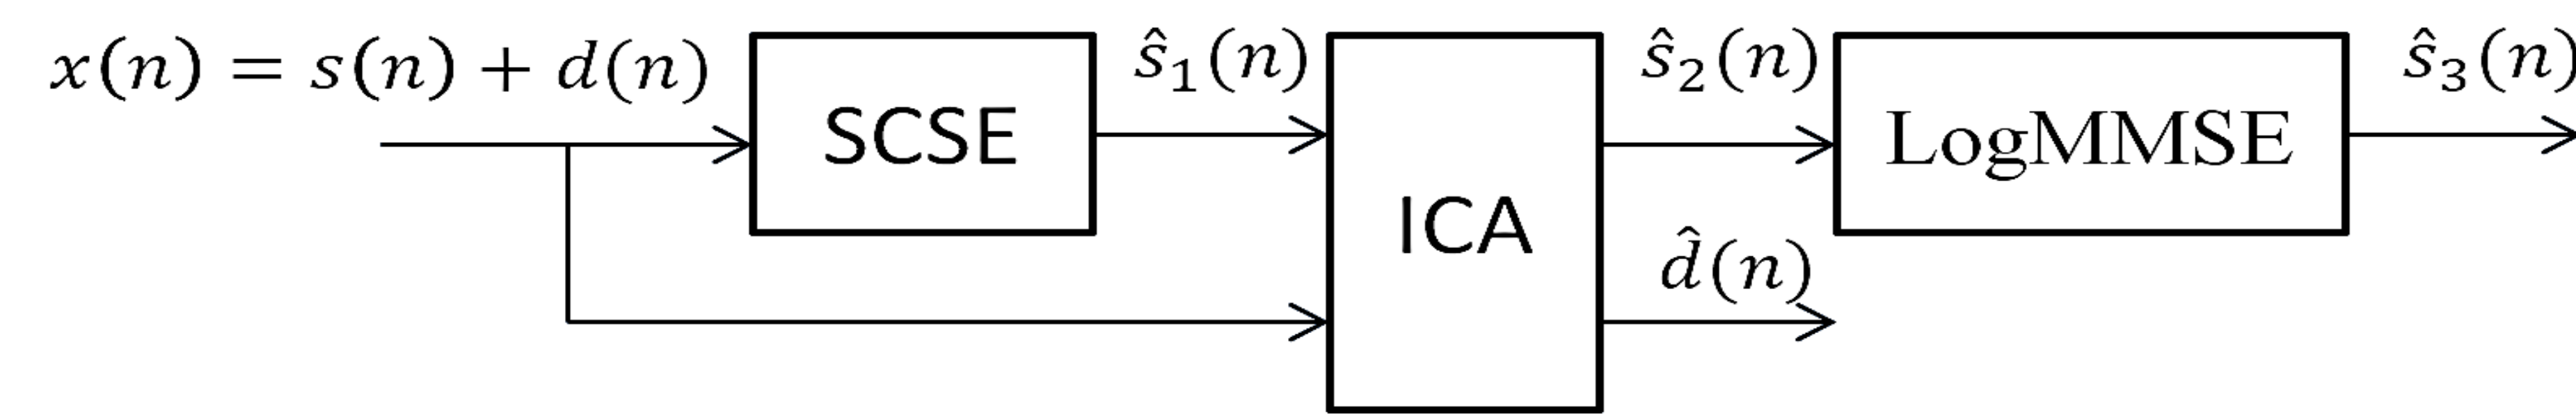 x(n) = s(n) + d(n)
SCSE
ŝ₁(n)
ICA
ŝ₂(n)
d̂(n)
LogMMSE
ŝ₃(n)